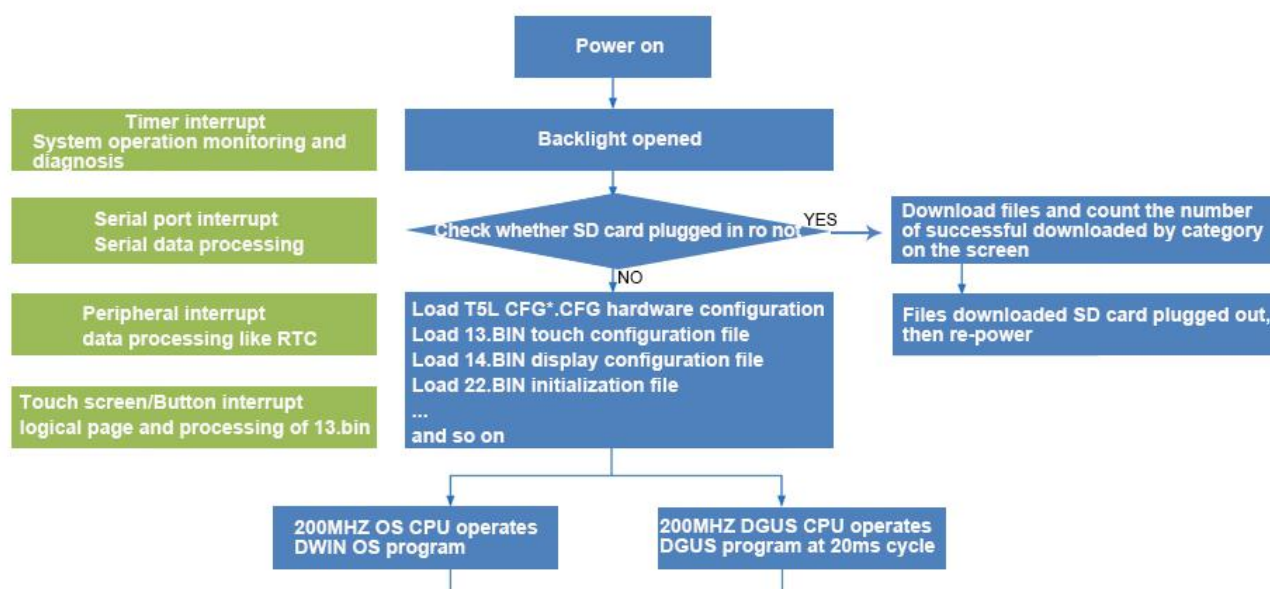 Power on
Timer interrupt
System operation monitoring and
diagnosis
Backlight opened
Serial port interrupt
Serial data processing
Check whether SD card plugged in ro not
YES
Download files and count the number
of successful downloaded by category
on the screen
NO
Peripheral interrupt
data processing like RTC
Load T5L CFG*.CFG hardware configuration
Load 13.BIN touch configuration file
Load 14.BIN display configuration file
Load 22.BIN initialization file
...
and so on
Files downloaded SD card plugged out,
then re-power
Touch screen/Button interrupt
logical page and processing of 13.bin
200MHZ OS CPU operates
DWIN OS program
200MHZ DGUS CPU operates
DGUS program at 20ms cycle